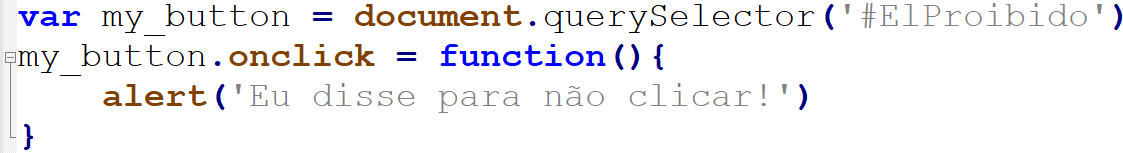 var my_button = document.querySelector('#ElProibido')
my_button.onclick = function(){
    alert('Eu disse para não clicar!')
}